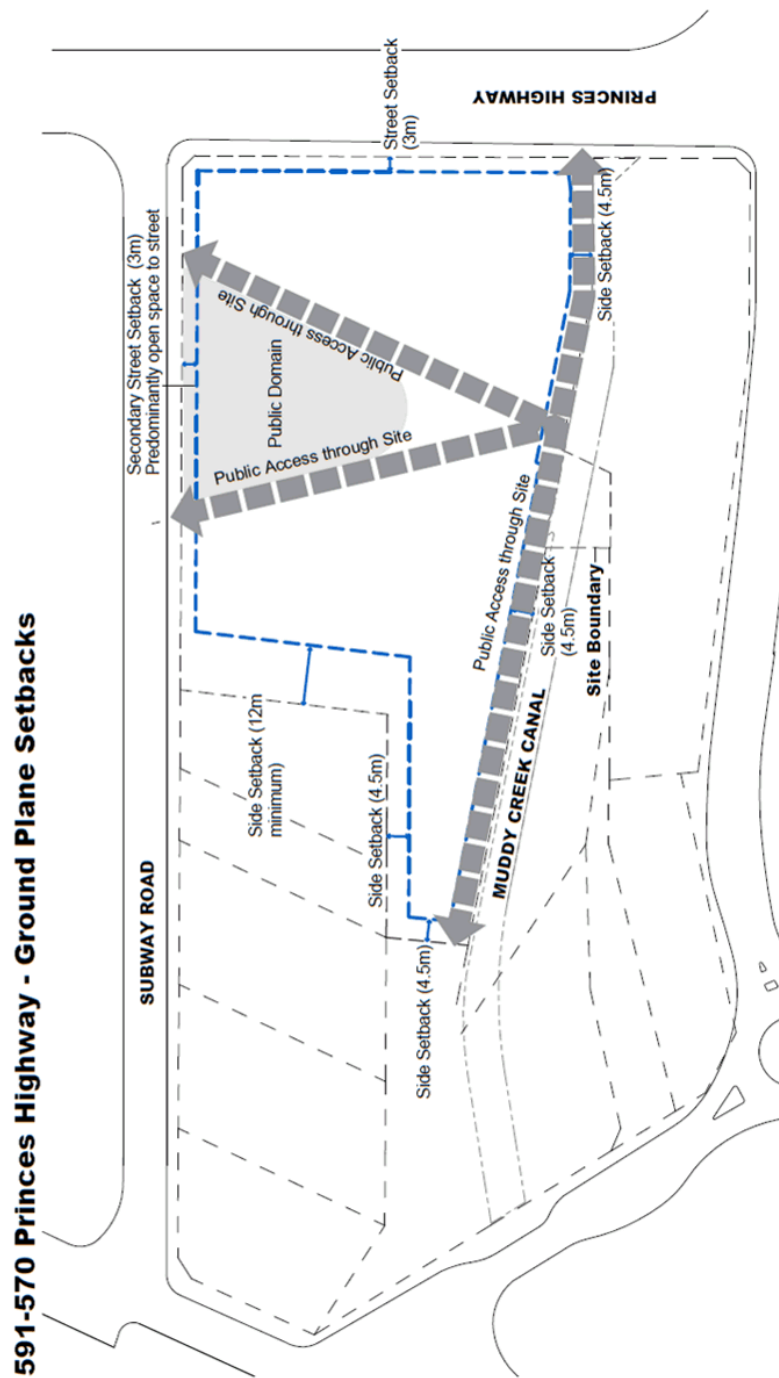 591-570 Princes Highway - Ground Plane Setbacks
SUBWAY ROAD
Secondary Street Setback  (3m)
Predominantly open space to street
Street Setback
(3m)
PRINCES HIGHWAY
Public Domain
Public Access through Site
Public Access through Site
Side Setback (12m
minimum)
Side Setback (4.5m)
Side Setback (4.5m)
Public Access through Site
Side Setback (4.5m)
Side Setback
(4.5m)
MUDDY CREEK CANAL
Site Boundary